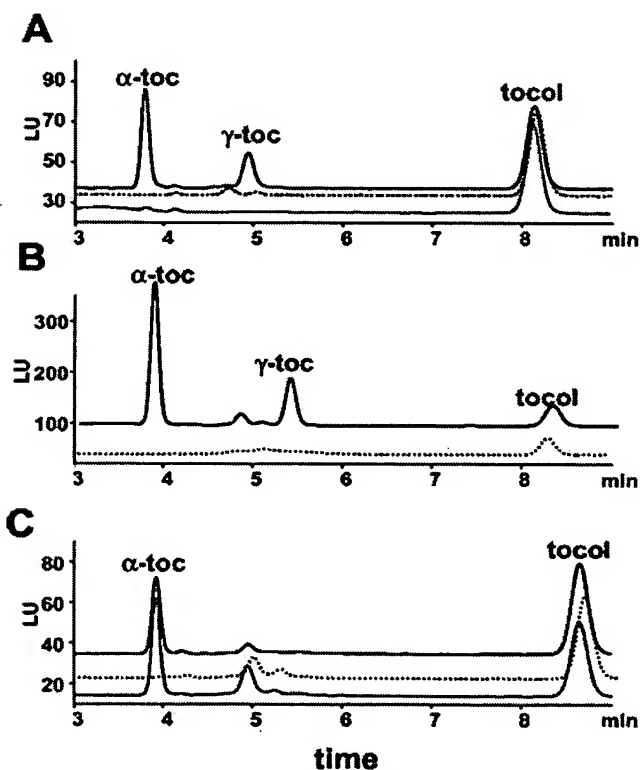 A
α-toc
tocol
γ-toc
LU
90
70
50
30
3 4 5 6 7 8 min
B
α-toc
γ-toc
tocol
LU
300
200
100
3 4 5 6 7 8 min
C
α-toc
tocol
LU
80
60
40
20
3 4 5 6 7 8 min
time